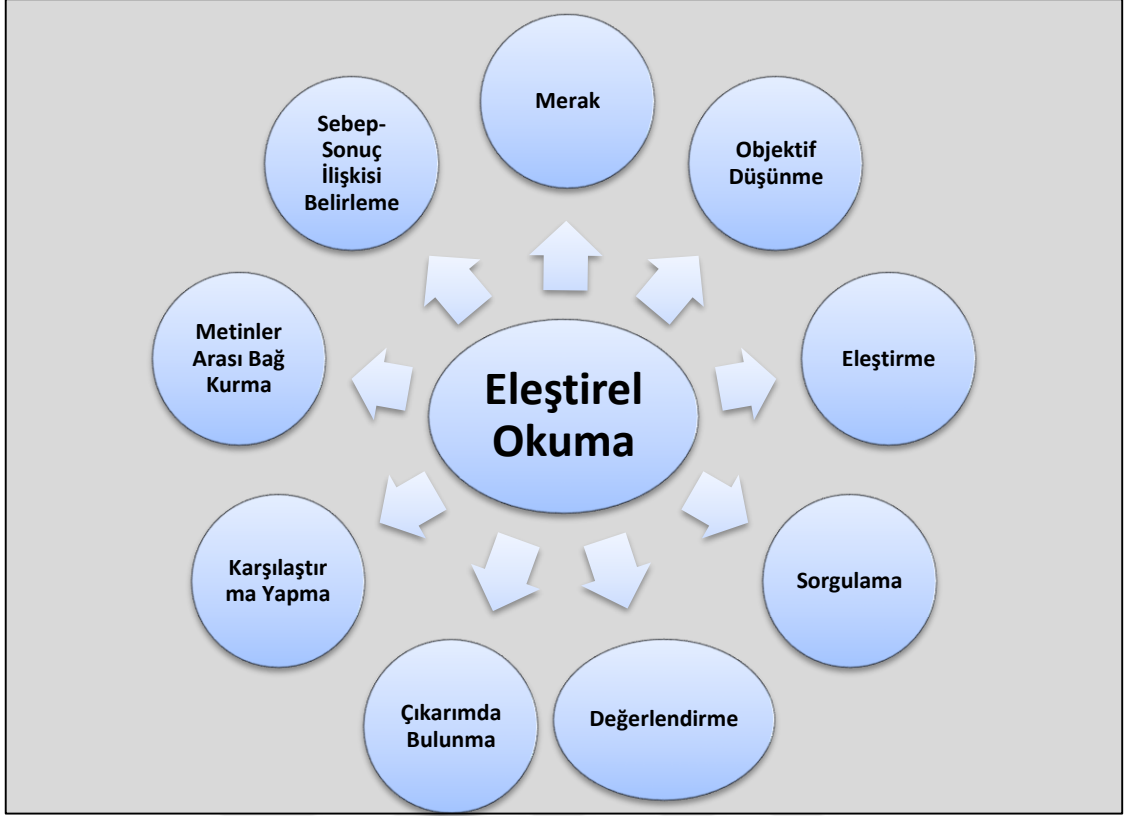 Merak
Objektif
Düşünme
Eleştirme
Sorgulama
Değerlendirme
Çıkarımda
Bulunma
Karşılaştır
ma Yapma
Metinler
Arası Bağ
Kurma
Sebep-
Sonuç
İlişkisi
Belirleme
Eleştirel
Okuma